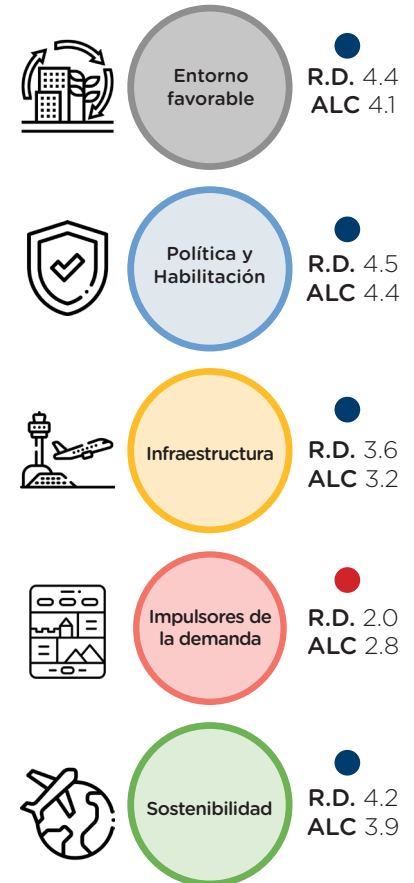 Entorno
favorable
R.D. 4.4
ALC 4.1
Política y
Habilitación
R.D. 4.5
ALC 4.4
Infraestructura
R.D. 3.6
ALC 3.2
Impulsores de
la demanda
R.D. 2.0
ALC 2.8
Sostenibilidad
R.D. 4.2
ALC 3.9